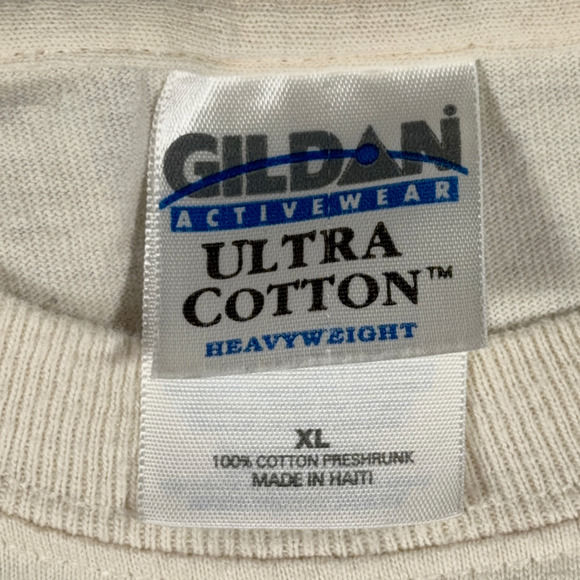 GILDAN
ACTIVEWEAR
ULTRA
COTTON™
HEAVYWEIGHT
XL
100% COTTON PRESHRUNK
MADE IN HAITI